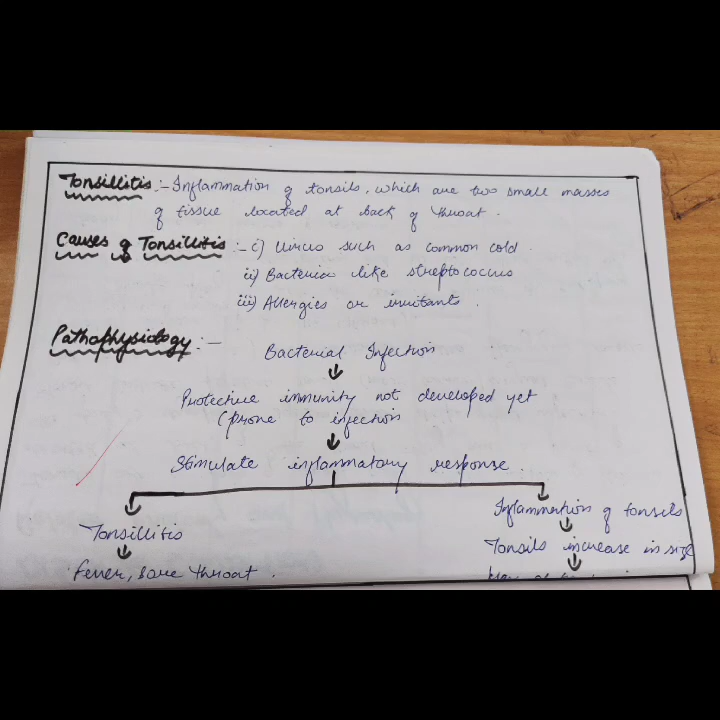 Tonsillitis :- Inflammation of tonsils, which are two small masses
of tissue located at back of throat.
Causes of Tonsillitis :- i) Virus such as common cold.
ii) Bacteria like streptococcus
iii) Allergies or irritants.
Pathophysiology :-
Bacterial Infection
↓
Protective immunity not developed yet
(prone to infection
↓
Stimulate inflammatory response.
Tonsillitis
↓
Fever, sore throat.
Inflammation of tonsils
↓
Tonsils increase in size
↓